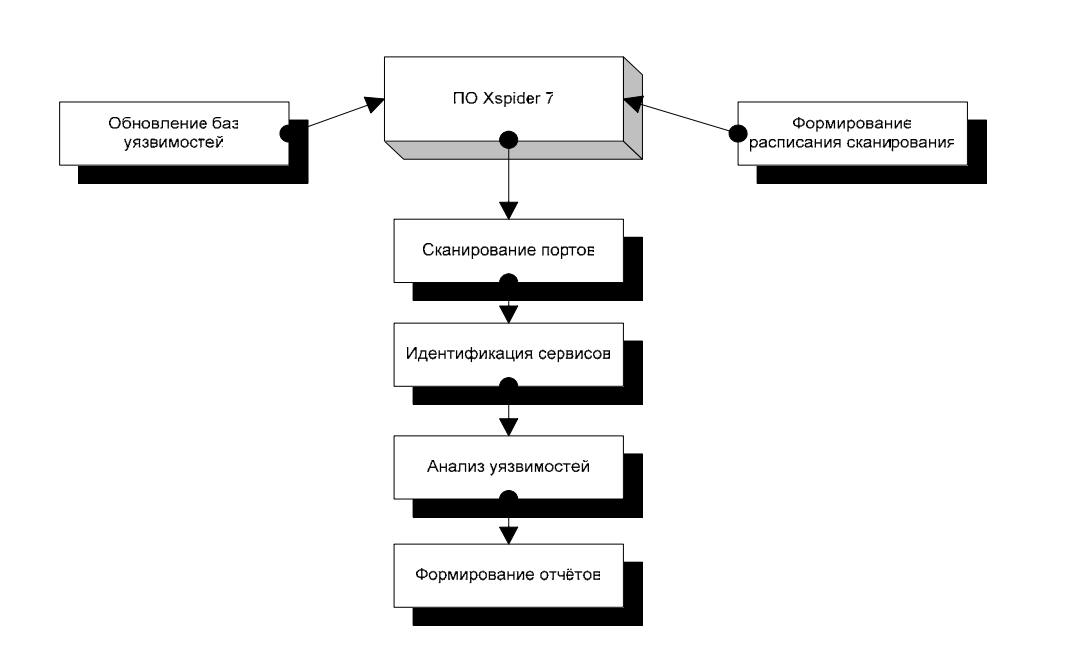 ПО Xspider 7
Обновление баз
уязвимостей
Формирование
расписания сканирования
Сканирование портов
Идентификация сервисов
Анализ уязвимостей
Формирование отчётов